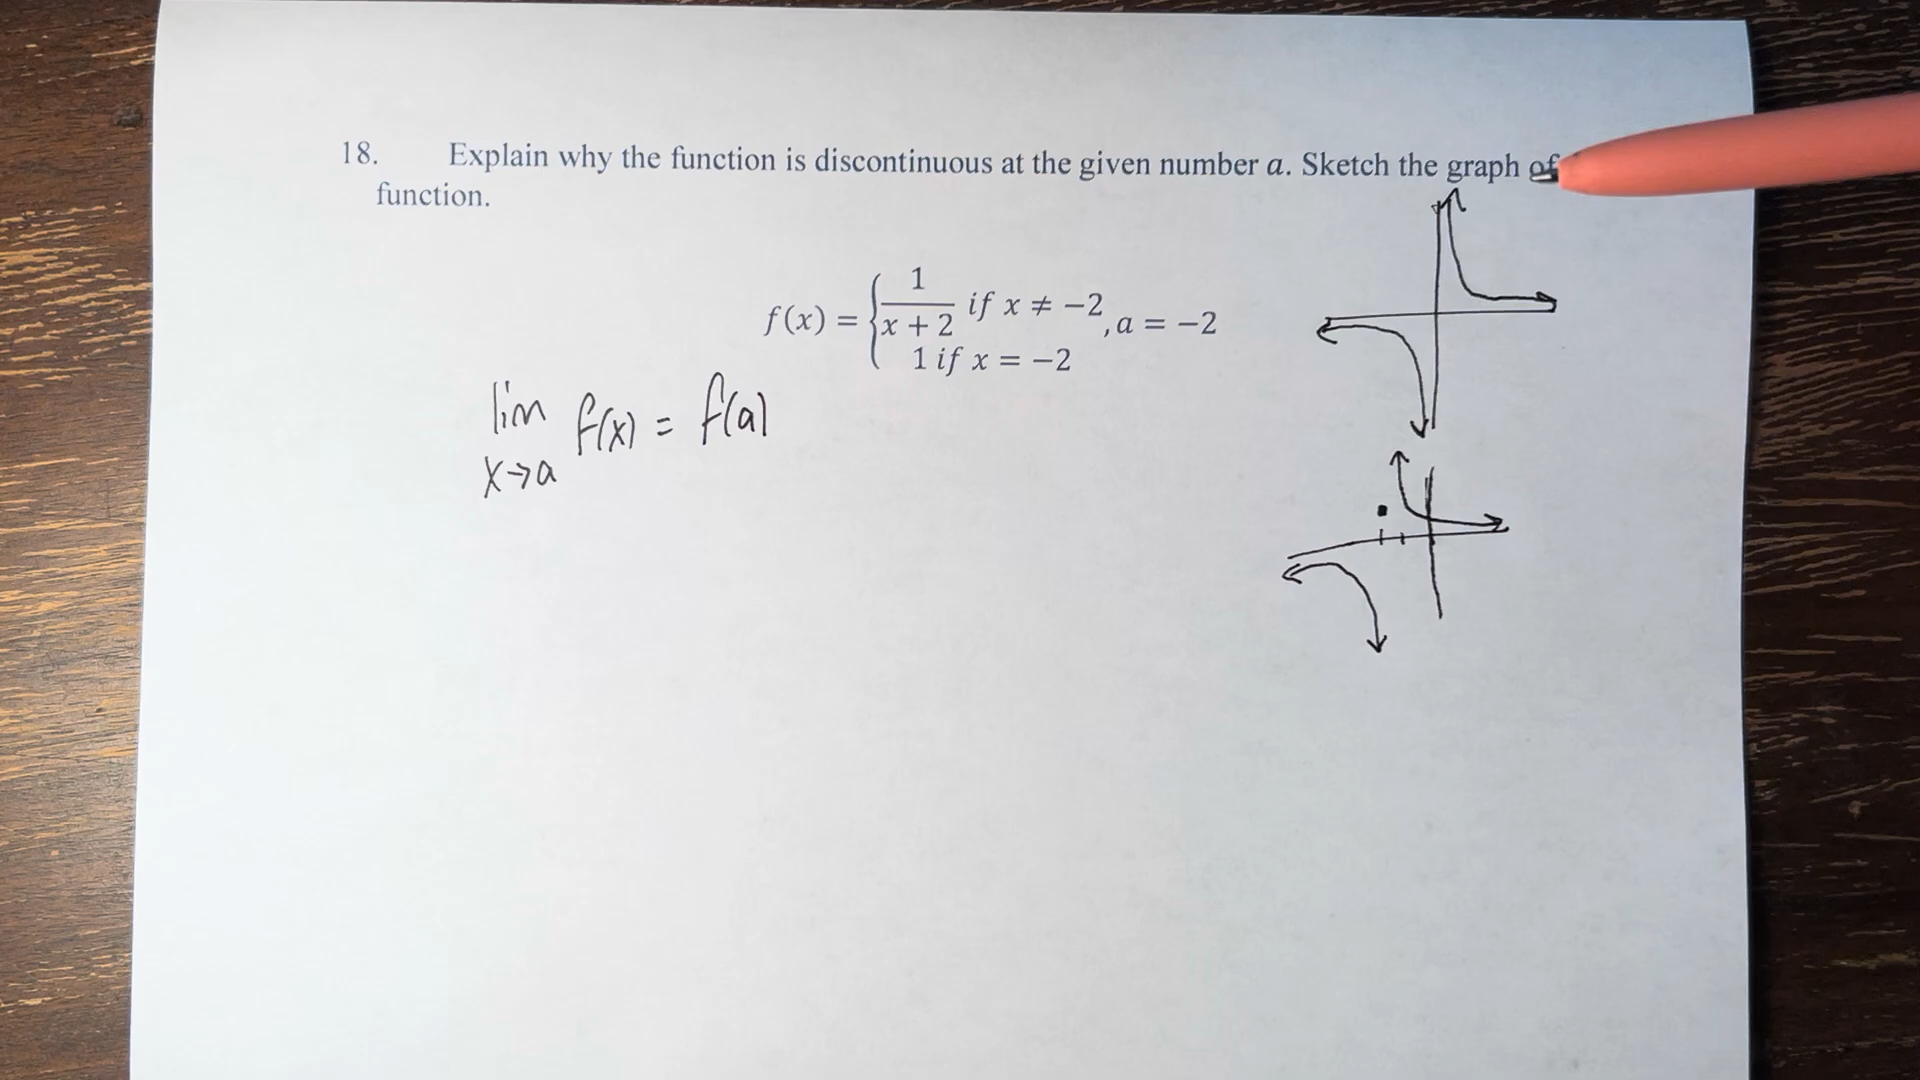 18. Explain why the function is discontinuous at the given number a. Sketch the graph of
function.
f(x) = { 1/(x + 2) if x ≠ −2
1 if x = −2 , a = −2
lim f(x) = f(a)
x→a